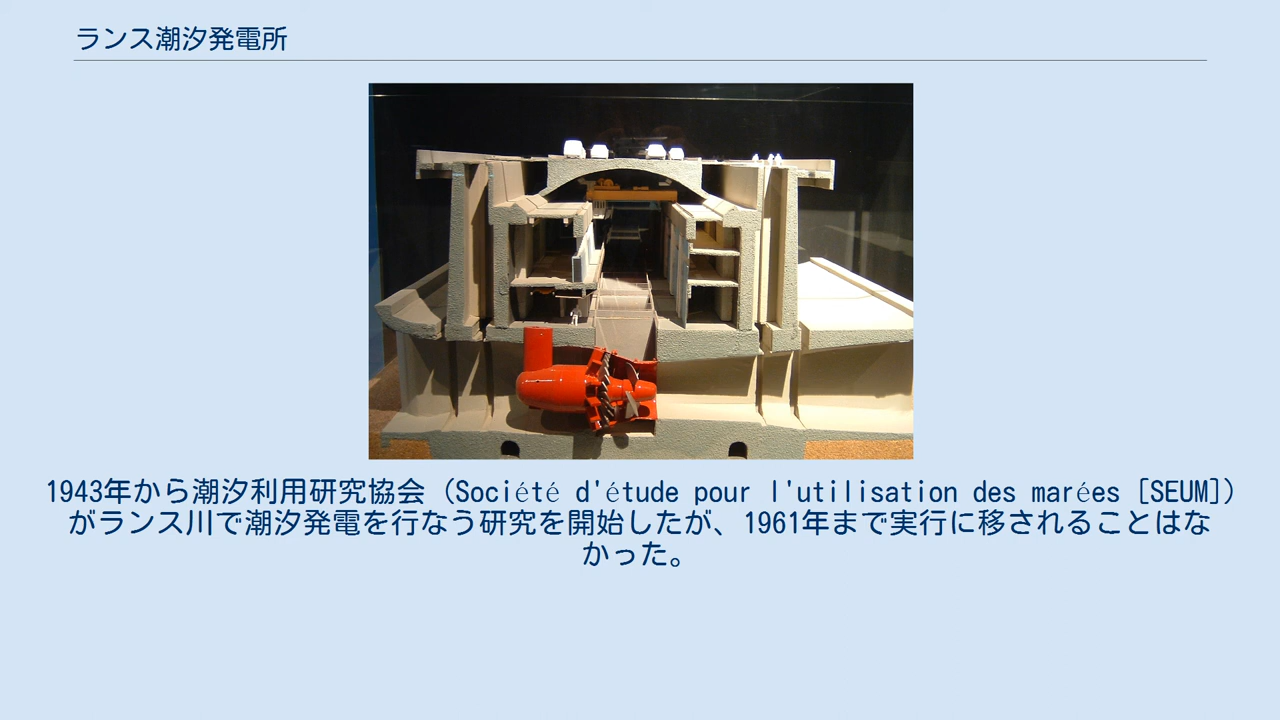 ランス潮汐発電所
1943年から潮汐利用研究協会（Société d'étude pour l'utilisation des marées [SEUM]）
がランス川で潮汐発電を行なう研究を開始したが、1961年まで実行に移されることはな
かった。